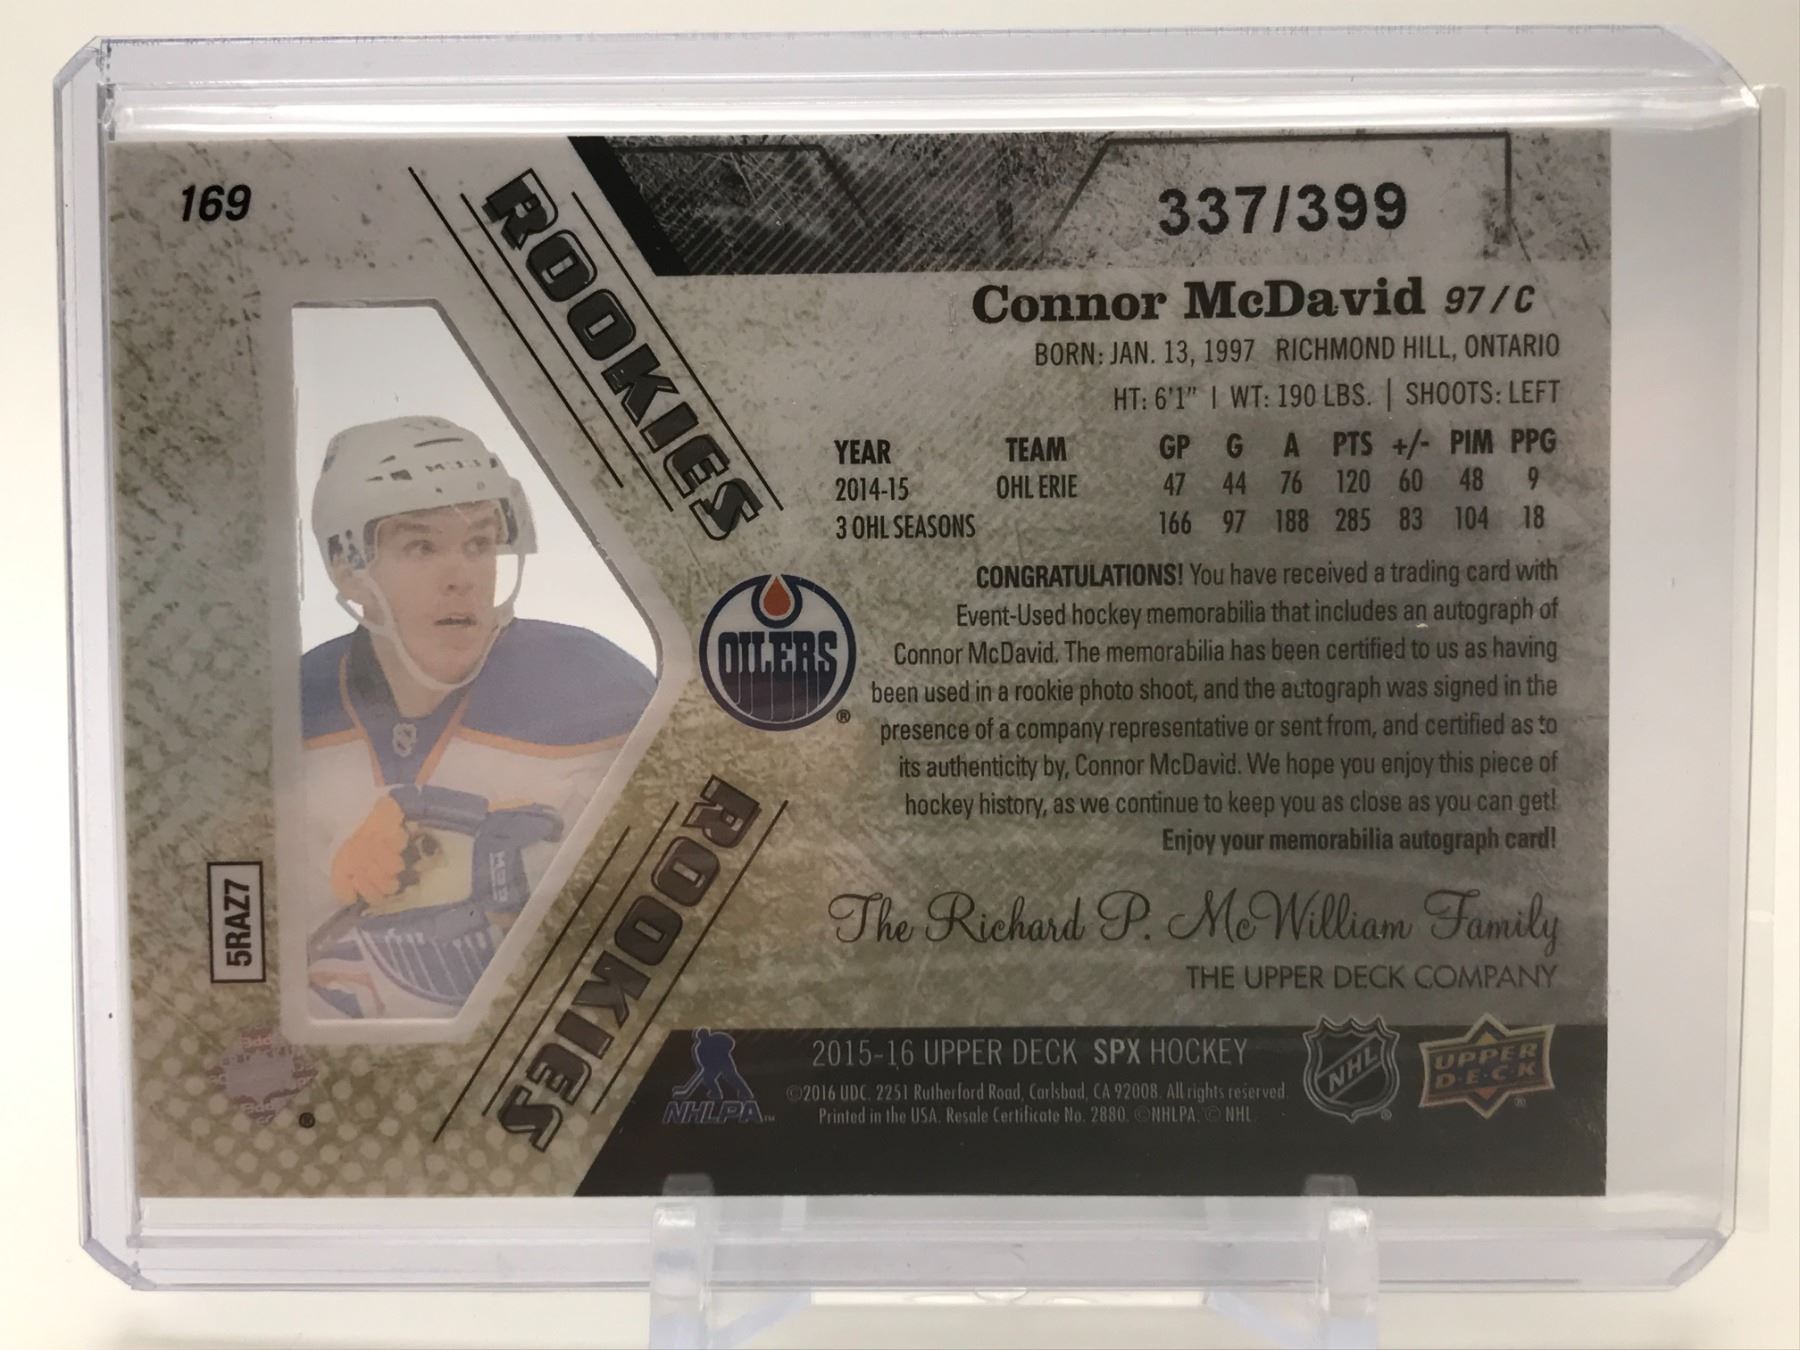 169
337/399
ROOKIES
Connor McDavid 97/C
BORN: JAN. 13, 1997 RICHMOND HILL, ONTARIO
HT: 6'1" | WT: 190 LBS. | SHOOTS: LEFT
YEAR TEAM GP G A PTS +/- PIM PPG
2014-15 OHL ERIE 47 44 76 120 60 48 9
3 OHL SEASONS 166 97 188 285 83 104 18
OILERS ®
CONGRATULATIONS! You have received a trading card with
Event-Used hockey memorabilia that includes an autograph of
Connor McDavid. The memorabilia has been certified to us as having
been used in a rookie photo shoot, and the autograph was signed in the
presence of a company representative or sent from, and certified as to
its authenticity by, Connor McDavid. We hope you enjoy this piece of
hockey history, as we continue to keep you as close as you can get!
Enjoy your memorabilia autograph card!
ROOKIES
5RAZ7
The Richard P. McWilliam Family
THE UPPER DECK COMPANY
®
NHLPA™
2015-16 UPPER DECK SPX HOCKEY
©2016 UDC. 2251 Rutherford Road, Carlsbad, CA 92008. All rights reserved.
Printed in the USA. Resale Certificate No. 2880. ©NHLPA. © NHL.
NHL ®
UPPER
D·E·C·K ®